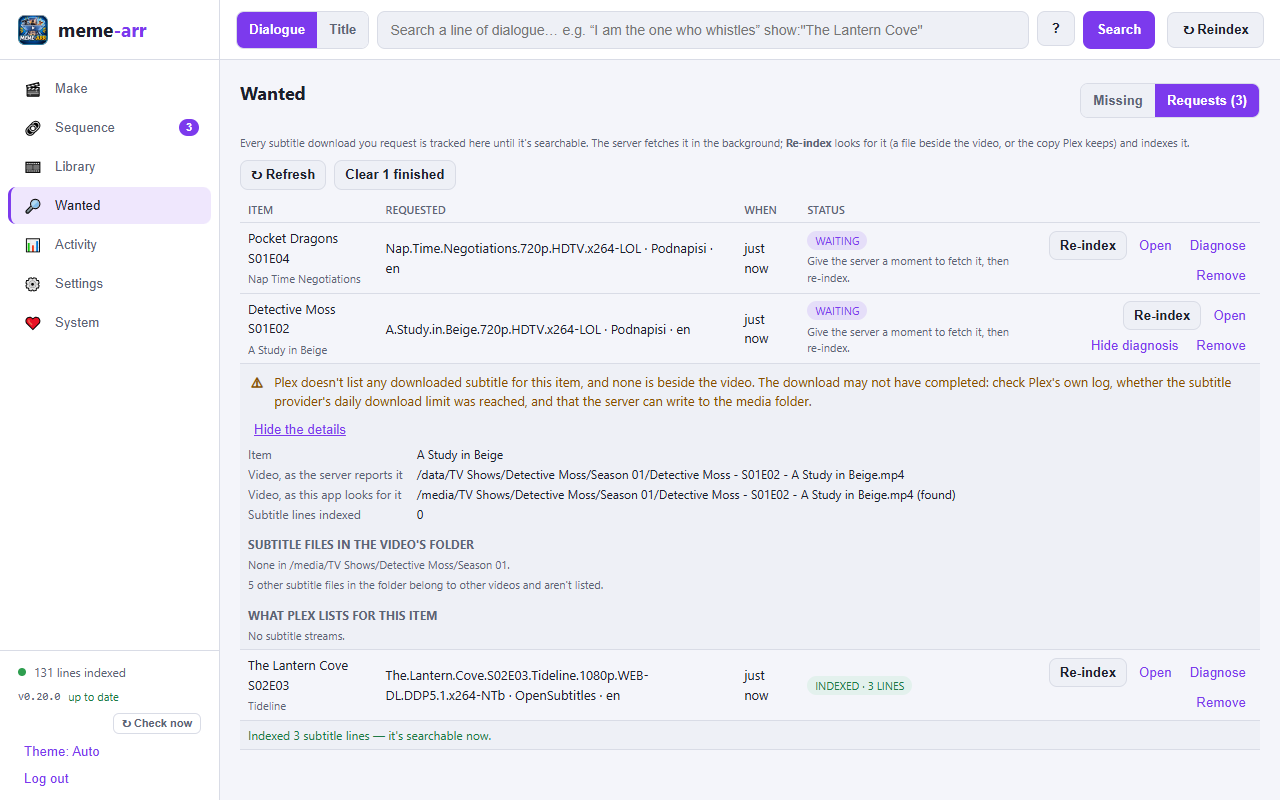 meme-arr
Dialogue
Title
Search a line of dialogue… e.g. “I am the one who whistles” show:"The Lantern Cove"
?
Search
↻ Reindex
Make
Sequence
3
Library
Wanted
Activity
Settings
System
131 lines indexed
v0.20.0 up to date
↻ Check now
Theme: Auto
Log out
Wanted
Missing
Requests (3)
Every subtitle download you request is tracked here until it's searchable. The server fetches it in the background; Re-index looks for it (a file beside the video, or the copy Plex keeps) and indexes it.
↻ Refresh
Clear 1 finished
ITEM
REQUESTED
WHEN
STATUS
Pocket Dragons
S01E04
Nap Time Negotiations
Nap.Time.Negotiations.720p.HDTV.x264-LOL · Podnapisi ·
en
just
now
WAITING
Give the server a moment to fetch it, then
re-index.
Re-index
Open
Diagnose
Remove
Detective Moss
S01E02
A Study in Beige
A.Study.in.Beige.720p.HDTV.x264-LOL · Podnapisi · en
just
now
WAITING
Give the server a moment to fetch it, then
re-index.
Re-index
Open
Hide diagnosis
Remove
⚠ Plex doesn't list any downloaded subtitle for this item, and none is beside the video. The download may not have completed: check Plex's own log, whether the subtitle
provider's daily download limit was reached, and that the server can write to the media folder.
Hide the details
Item A Study in Beige
Video, as the server reports it /data/TV Shows/Detective Moss/Season 01/Detective Moss - S01E02 - A Study in Beige.mp4
Video, as this app looks for it /media/TV Shows/Detective Moss/Season 01/Detective Moss - S01E02 - A Study in Beige.mp4 (found)
Subtitle lines indexed 0
SUBTITLE FILES IN THE VIDEO'S FOLDER
None in /media/TV Shows/Detective Moss/Season 01.
5 other subtitle files in the folder belong to other videos and aren't listed.
WHAT PLEX LISTS FOR THIS ITEM
No subtitle streams.
The Lantern Cove
S02E03
Tideline
The.Lantern.Cove.S02E03.Tideline.1080p.WEB-
DL.DDP5.1.x264-NTb · OpenSubtitles · en
just
now
INDEXED · 3 LINES
Re-index
Open
Diagnose
Remove
Indexed 3 subtitle lines — it's searchable now.